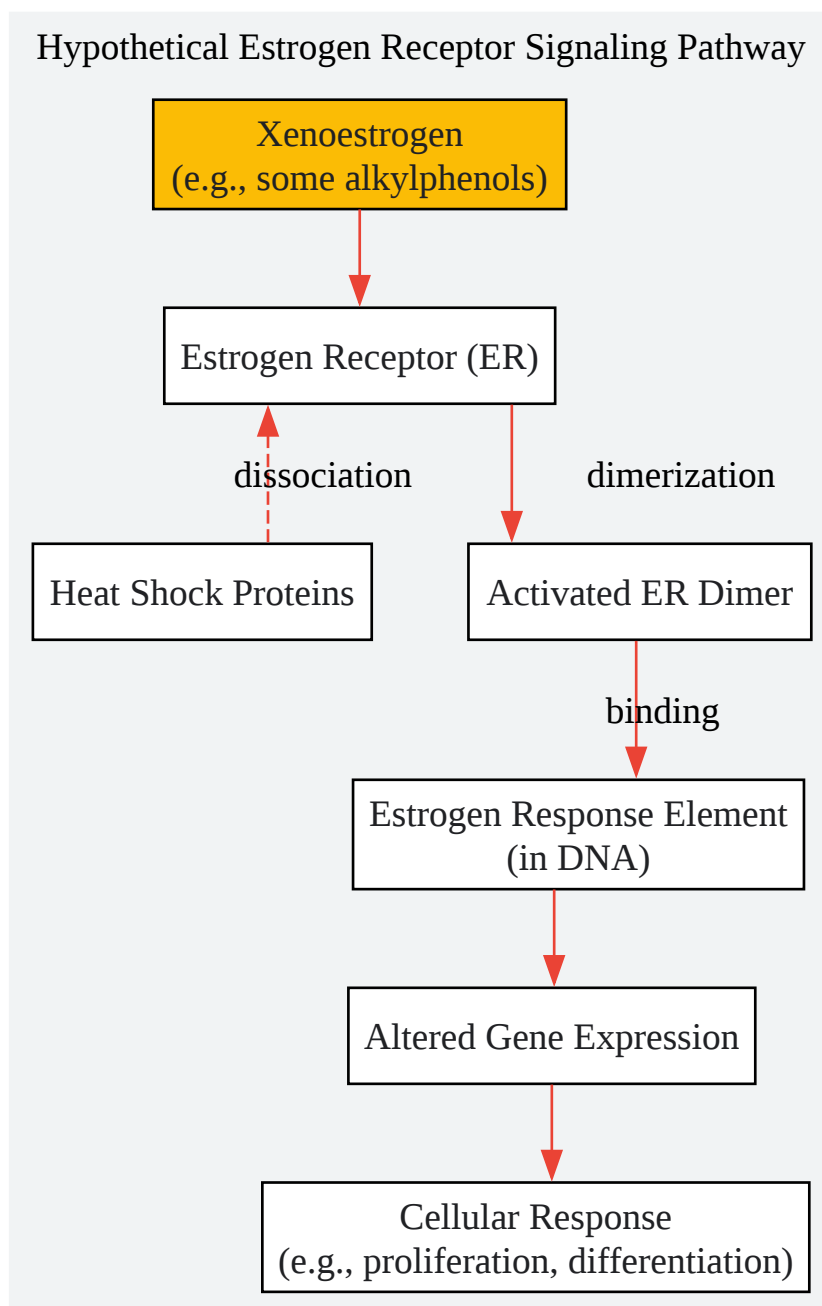 Hypothetical Estrogen Receptor Signaling Pathway
Xenoestrogen
(e.g., some alkylphenols)
Estrogen Receptor (ER)
dissociation
dimerization
Heat Shock Proteins
Activated ER Dimer
binding
Estrogen Response Element
(in DNA)
Altered Gene Expression
Cellular Response
(e.g., proliferation, differentiation)